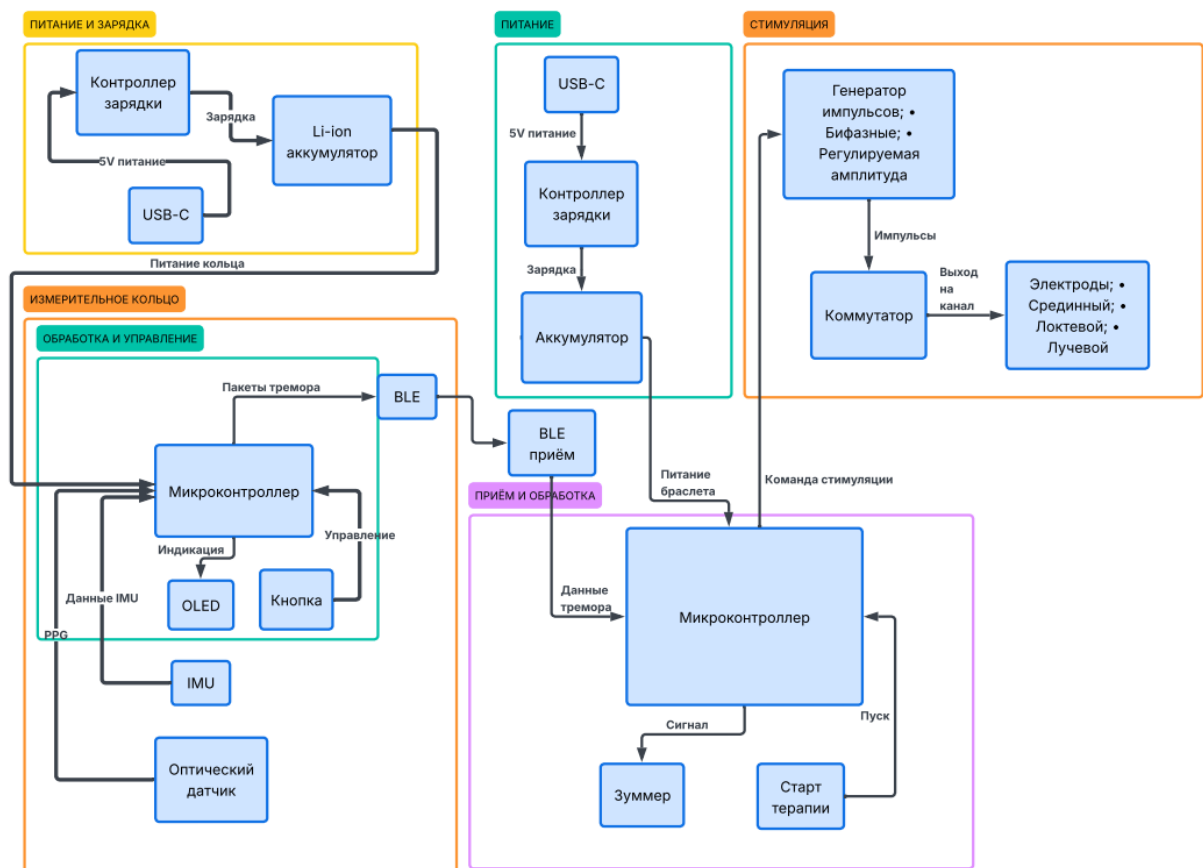 ПИТАНИЕ И ЗАРЯДКА
Контроллер
зарядки
Зарядка
Li-ion
аккумулятор
5V питание
USB-C
Питание кольца
ИЗМЕРИТЕЛЬНОЕ КОЛЬЦО
ОБРАБОТКА И УПРАВЛЕНИЕ
Пакеты тремора
BLE
Микроконтроллер
Индикация
Управление
OLED
Кнопка
Данные IMU
PPG
IMU
Оптический
датчик
ПИТАНИЕ
USB-C
5V питание
Контроллер
зарядки
Зарядка
Аккумулятор
BLE
приём
Питание
браслета
ПРИЁМ И ОБРАБОТКА
Данные
тремора
Микроконтроллер
Сигнал
Пуск
Зуммер
Старт
терапии
СТИМУЛЯЦИЯ
Генератор
импульсов; •
Бифазные; •
Регулируемая
амплитуда
Импульсы
Коммутатор
Выход
на
канал
Электроды; •
Срединный; •
Локтевой; •
Лучевой
Команда стимуляции